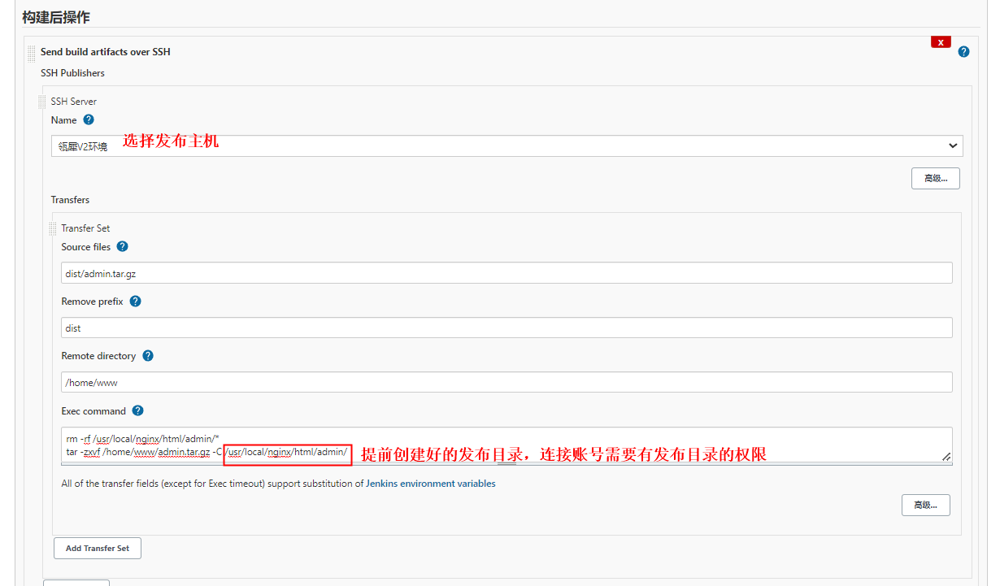 构建后操作
x
Send build artifacts over SSH
?
SSH Publishers
SSH Server
Name ?
瓴犀V2环境 选择发布主机
高级...
Transfers
Transfer Set
Source files ?
dist/admin.tar.gz
Remove prefix ?
dist
Remote directory ?
/home/www
Exec command ?
rm -rf /usr/local/nginx/html/admin/*
tar -zxvf /home/www/admin.tar.gz -C /usr/local/nginx/html/admin/ 提前创建好的发布目录，连接账号需要有发布目录的权限
All of the transfer fields (except for Exec timeout) support substitution of Jenkins environment variables
高级...
Add Transfer Set